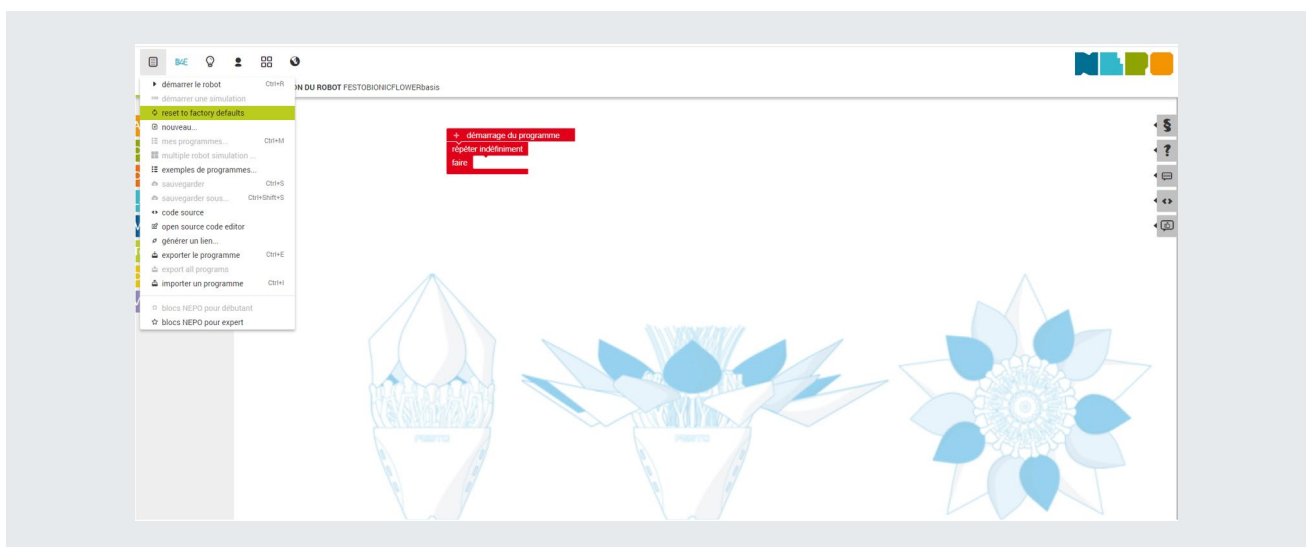 démarrer le robot Ctrl+R
ON DU ROBOT FESTOBIONICFLOWERbasis
démarrer une simulation
reset to factory defaults
nouveau...
mes programmes... Ctrl+M
multiple robot simulation ...
exemples de programmes...
sauvegarder Ctrl+S
sauvegarder sous... Ctrl+Shift+S
code source
open source code editor
générer un lien...
exporter le programme Ctrl+E
export all programs
importer un programme Ctrl+I
blocs NEPO pour débutant
blocs NEPO pour expert
+ démarrage du programme
répéter indéfiniment
faire
§
?
NEPO
FESTO
FESTO